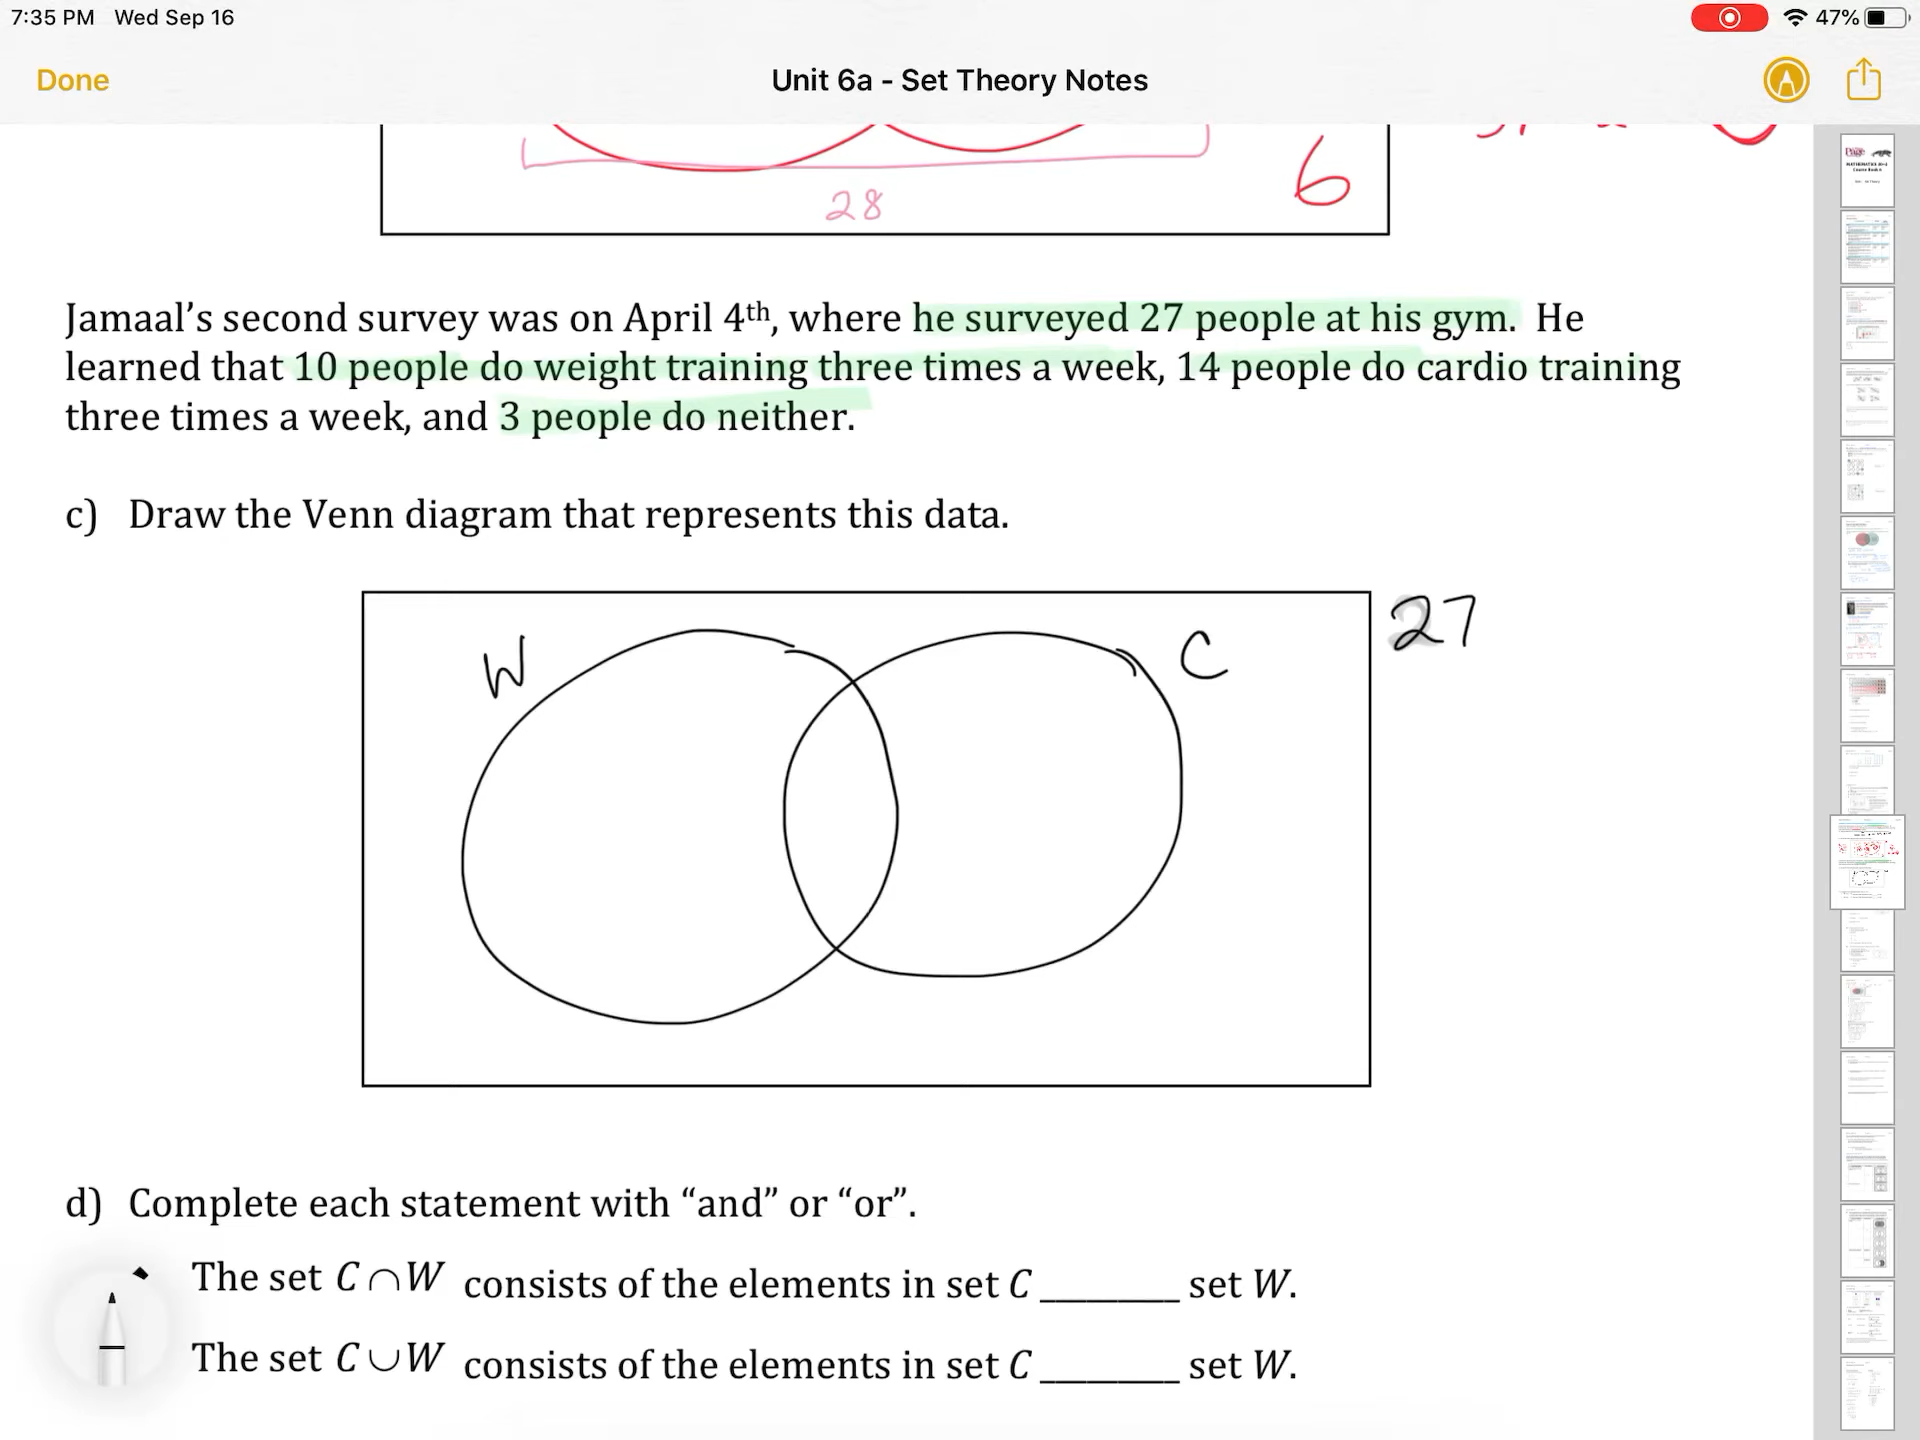 7:35 PM Wed Sep 16
47%
Done
Unit 6a - Set Theory Notes
28
6
Jamaal's second survey was on April 4th, where he surveyed 27 people at his gym. He
learned that 10 people do weight training three times a week, 14 people do cardio training
three times a week, and 3 people do neither.
c) Draw the Venn diagram that represents this data.
W
C
27
d) Complete each statement with “and” or “or”.
The set C∩W consists of the elements in set C _______ set W.
The set C∪W consists of the elements in set C _______ set W.